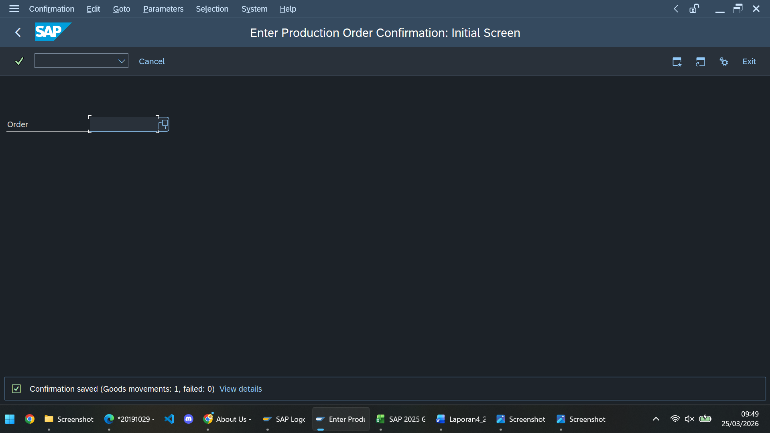 Confirmation Edit Goto Parameters Selection System Help
SAP Enter Production Order Confirmation: Initial Screen
Cancel Exit
Order
Confirmation saved (Goods movements: 1, failed: 0) View details
Screenshot *20191029 - About Us - SAP Logo Enter Produ SAP 2025 6 Laporan4_2 Screenshot Screenshot 09:49
25/03/2026